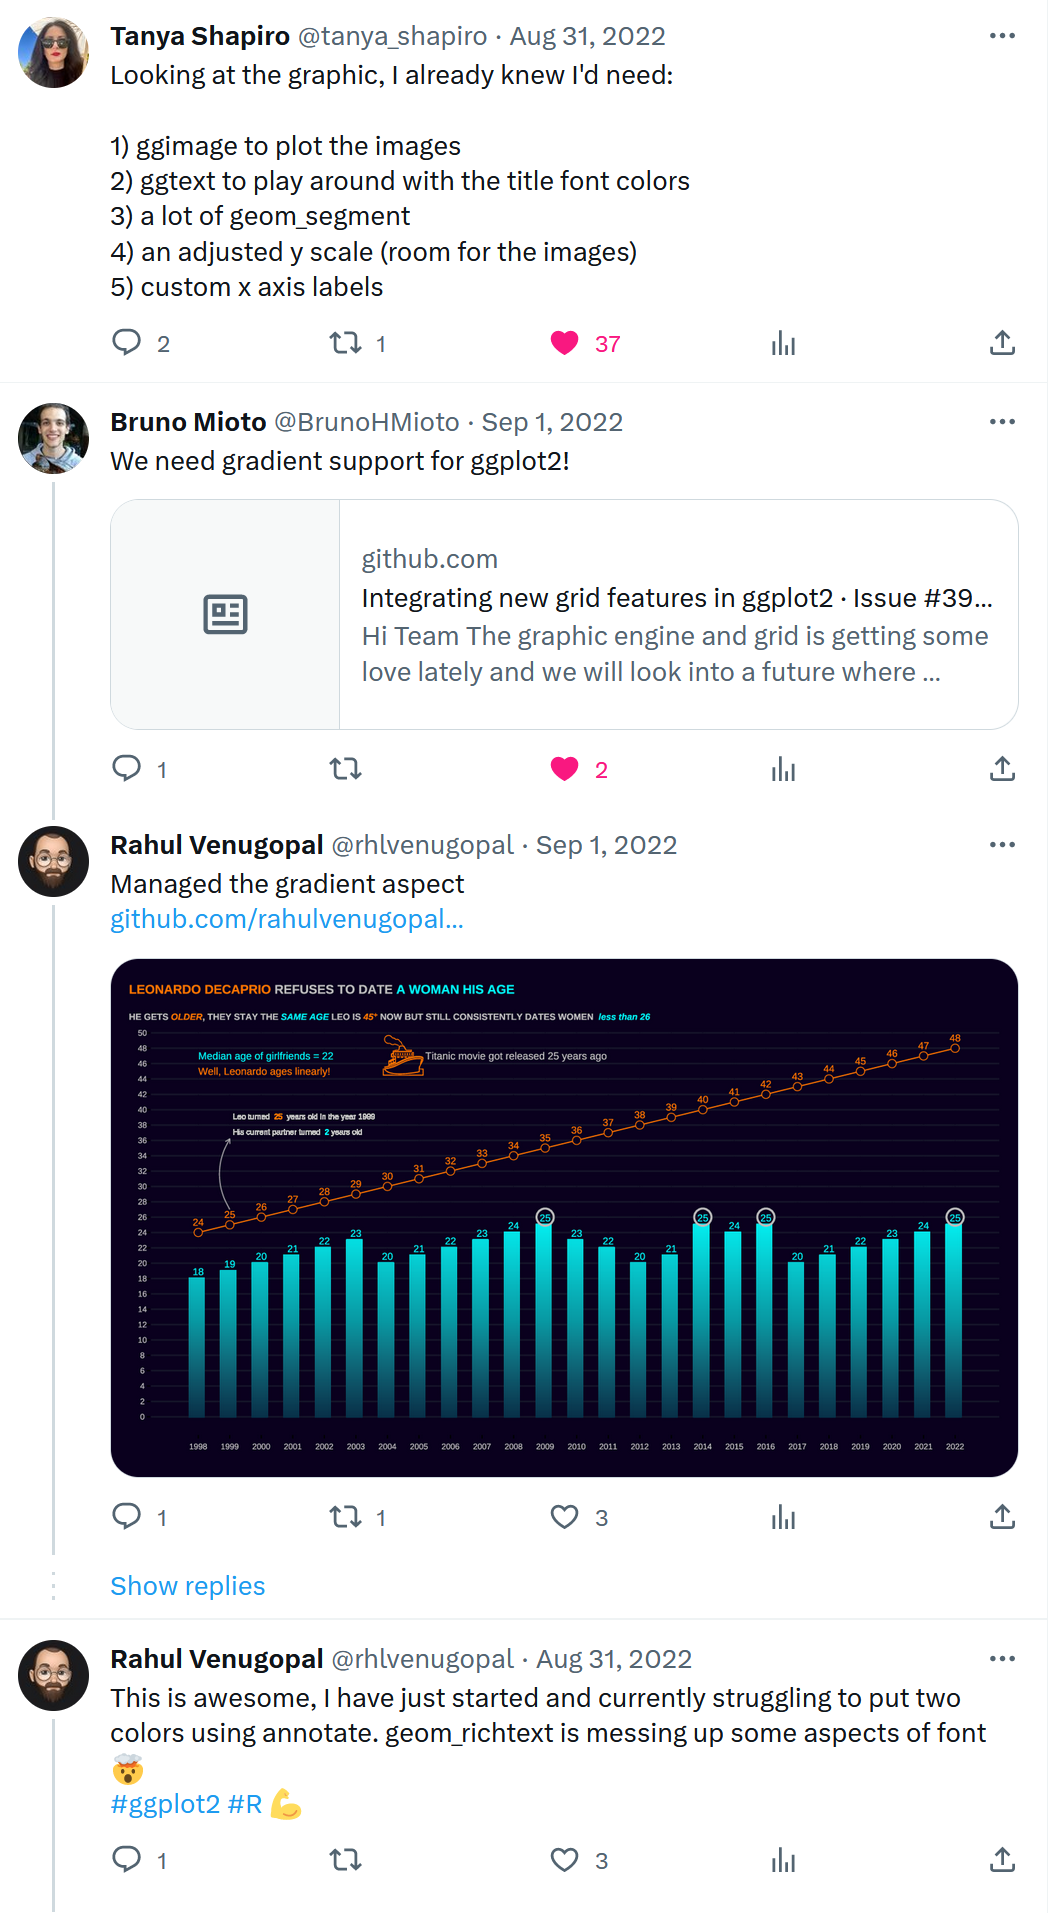 Tanya Shapiro @tanya_shapiro · Aug 31, 2022
Looking at the graphic, I already knew I'd need:
1) ggimage to plot the images
2) ggtext to play around with the title font colors
3) a lot of geom_segment
4) an adjusted y scale (room for the images)
5) custom x axis labels
2 1 37
Bruno Mioto @BrunoHMioto · Sep 1, 2022
We need gradient support for ggplot2!
github.com
Integrating new grid features in ggplot2 · Issue #39...
Hi Team The graphic engine and grid is getting some
love lately and we will look into a future where ...
1 2
Rahul Venugopal @rhlvenugopal · Sep 1, 2022
Managed the gradient aspect
github.com/rahulvenugopal...
LEONARDO DECAPRIO REFUSES TO DATE A WOMAN HIS AGE
HE GETS OLDER, THEY STAY THE SAME AGE LEO IS 45* NOW BUT STILL CONSISTENTLY DATES WOMEN less than 26
Median age of girlfriends = 22
Well, Leonardo ages linearly!
Titanic movie got released 25 years ago
Leo turned 25 years old in the year 1999
His current partner turned 2 years old
50
48
46
44
42
40
38
36
34
32
30
28
26
24
22
20
18
16
14
12
10
8
6
4
2
0
24 25 26 27 28 29 30 31 32 33 34 35 36 37 38 39 40 41 42 43 44 45 46 47 48
18 19 20 21 22 23 20 21 22 23 24 25 23 22 20 21 25 24 25 20 21 22 23 24 25
1998 1999 2000 2001 2002 2003 2004 2005 2006 2007 2008 2009 2010 2011 2012 2013 2014 2015 2016 2017 2018 2019 2020 2021 2022
1 1 3
Show replies
Rahul Venugopal @rhlvenugopal · Aug 31, 2022
This is awesome, I have just started and currently struggling to put two
colors using annotate. geom_richtext is messing up some aspects of font
🤯
#ggplot2 #R 💪
1 3